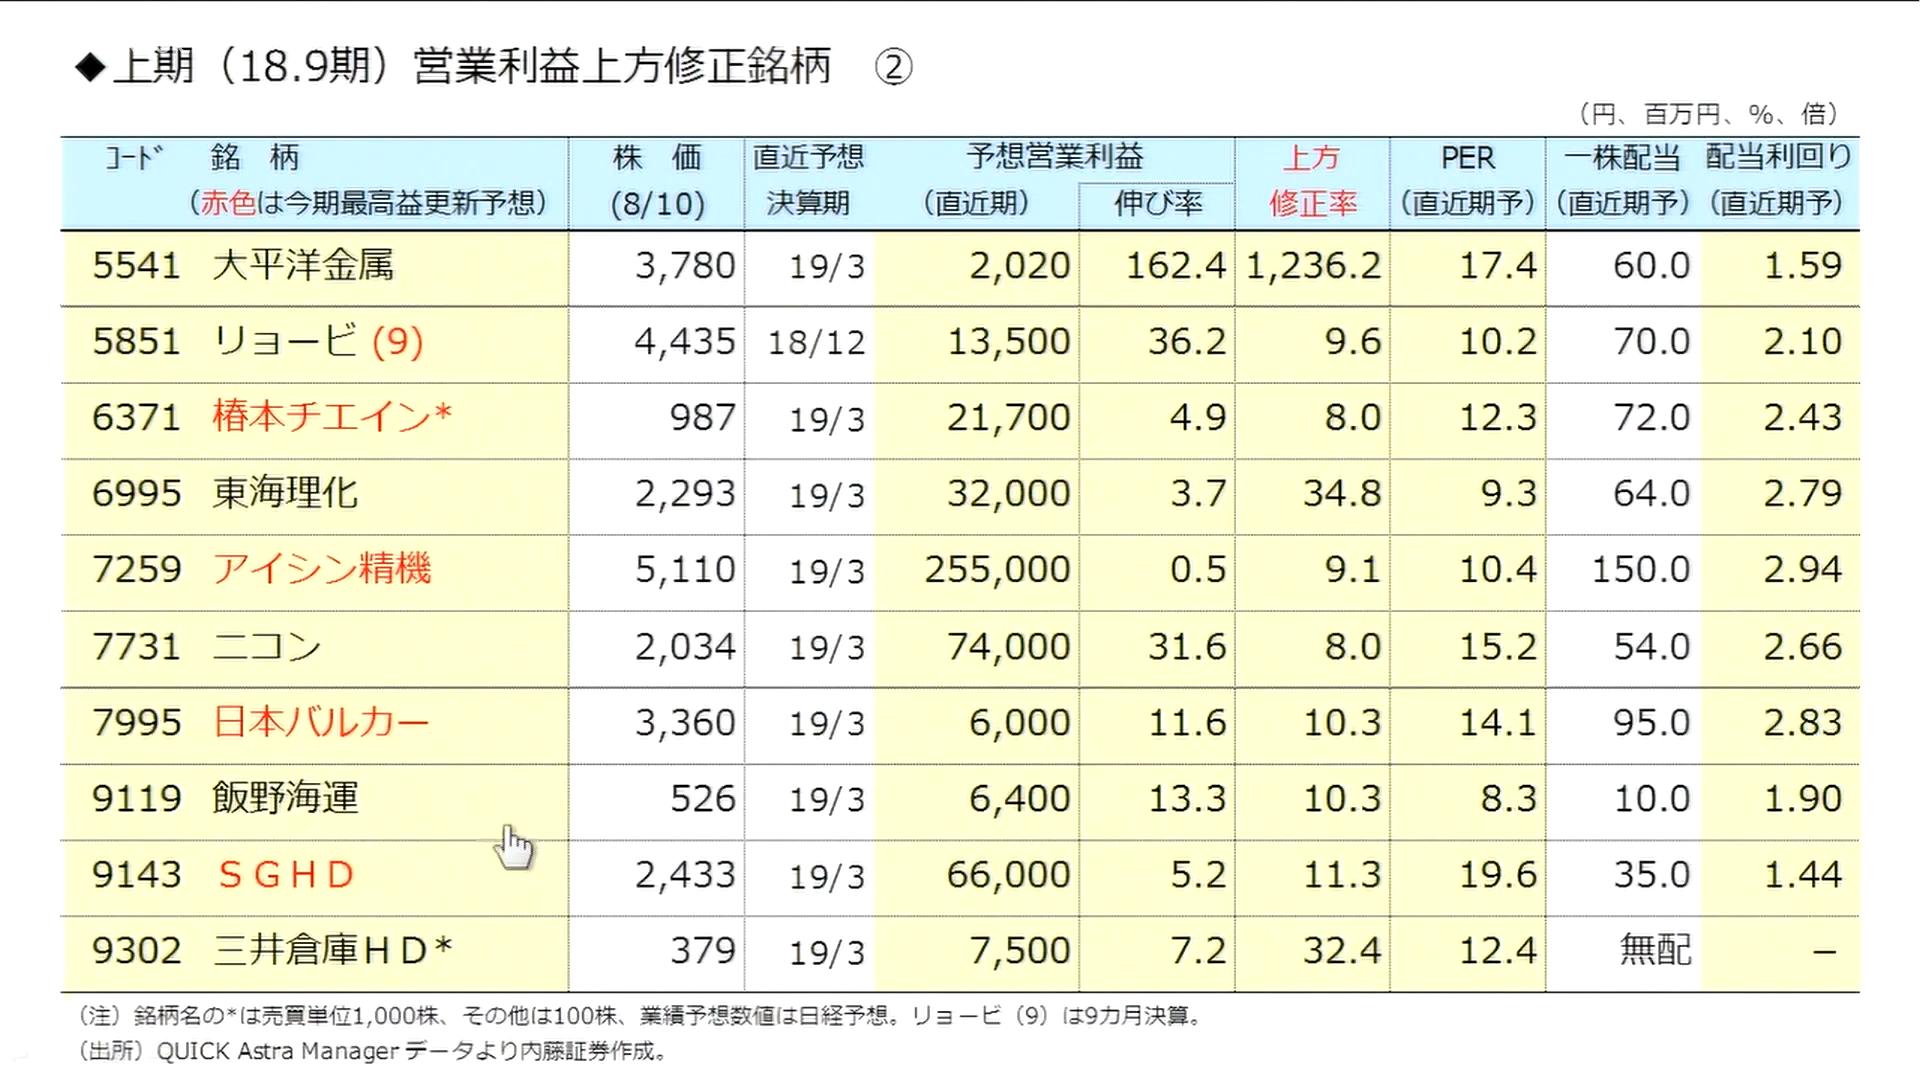 ◆上期（18.9期）営業利益上方修正銘柄　②
（円、百万円、%、倍）
ｺｰﾄﾞ 銘　柄 株　価 直近予想 予想営業利益 上方 PER 一株配当 配当利回り
（赤色は今期最高益更新予想） (8/10) 決算期 （直近期） 伸び率 修正率 （直近期予） （直近期予） （直近期予）
5541 大平洋金属 3,780 19/3 2,020 162.4 1,236.2 17.4 60.0 1.59
5851 リョービ (9) 4,435 18/12 13,500 36.2 9.6 10.2 70.0 2.10
6371 椿本チエイン* 987 19/3 21,700 4.9 8.0 12.3 72.0 2.43
6995 東海理化 2,293 19/3 32,000 3.7 34.8 9.3 64.0 2.79
7259 アイシン精機 5,110 19/3 255,000 0.5 9.1 10.4 150.0 2.94
7731 ニコン 2,034 19/3 74,000 31.6 8.0 15.2 54.0 2.66
7995 日本バルカー 3,360 19/3 6,000 11.6 10.3 14.1 95.0 2.83
9119 飯野海運 526 19/3 6,400 13.3 10.3 8.3 10.0 1.90
9143 ＳＧＨＤ 2,433 19/3 66,000 5.2 11.3 19.6 35.0 1.44
9302 三井倉庫ＨＤ* 379 19/3 7,500 7.2 32.4 12.4 無配 −
（注）銘柄名の*は売買単位1,000株、その他は100株、業績予想数値は日経予想。リョービ（9）は9カ月決算。
（出所）QUICK Astra Manager データより内藤証券作成。